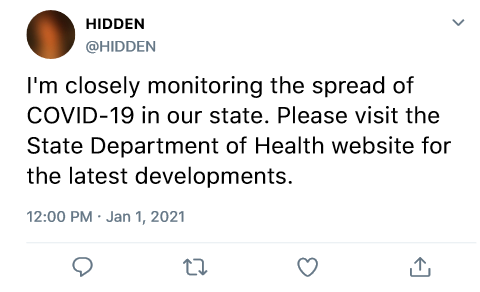 HIDDEN
@HIDDEN
I'm closely monitoring the spread of
COVID-19 in our state. Please visit the
State Department of Health website for
the latest developments.
12:00 PM · Jan 1, 2021